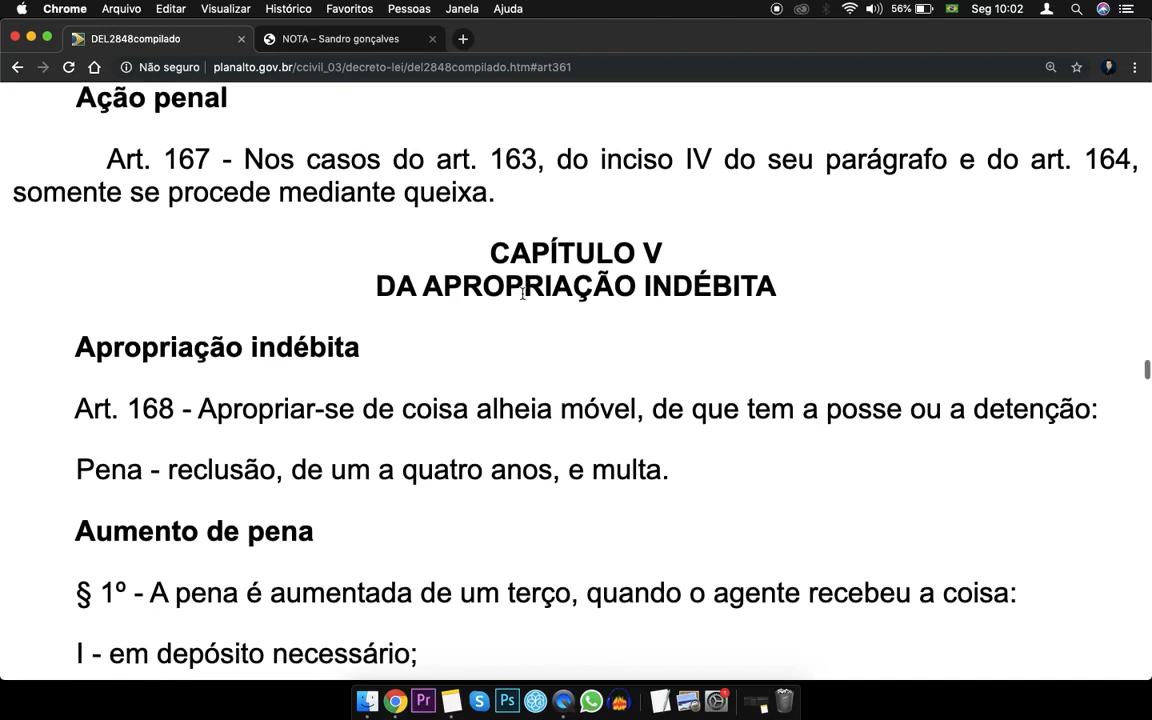 Chrome Arquivo Editar Visualizar Histórico Favoritos Pessoas Janela Ajuda 56% Seg 10:02
DEL2848compilado
NOTA – Sandro gonçalves
Não seguro planalto.gov.br/ccivil_03/decreto-lei/del2848compilado.htm#art361
Ação penal
Art. 167 - Nos casos do art. 163, do inciso IV do seu parágrafo e do art. 164,
somente se procede mediante queixa.
CAPÍTULO V
DA APROPRIAÇÃO INDÉBITA
Apropriação indébita
Art. 168 - Apropriar-se de coisa alheia móvel, de que tem a posse ou a detenção:
Pena - reclusão, de um a quatro anos, e multa.
Aumento de pena
§ 1º - A pena é aumentada de um terço, quando o agente recebeu a coisa:
I - em depósito necessário;
Pr
Ps